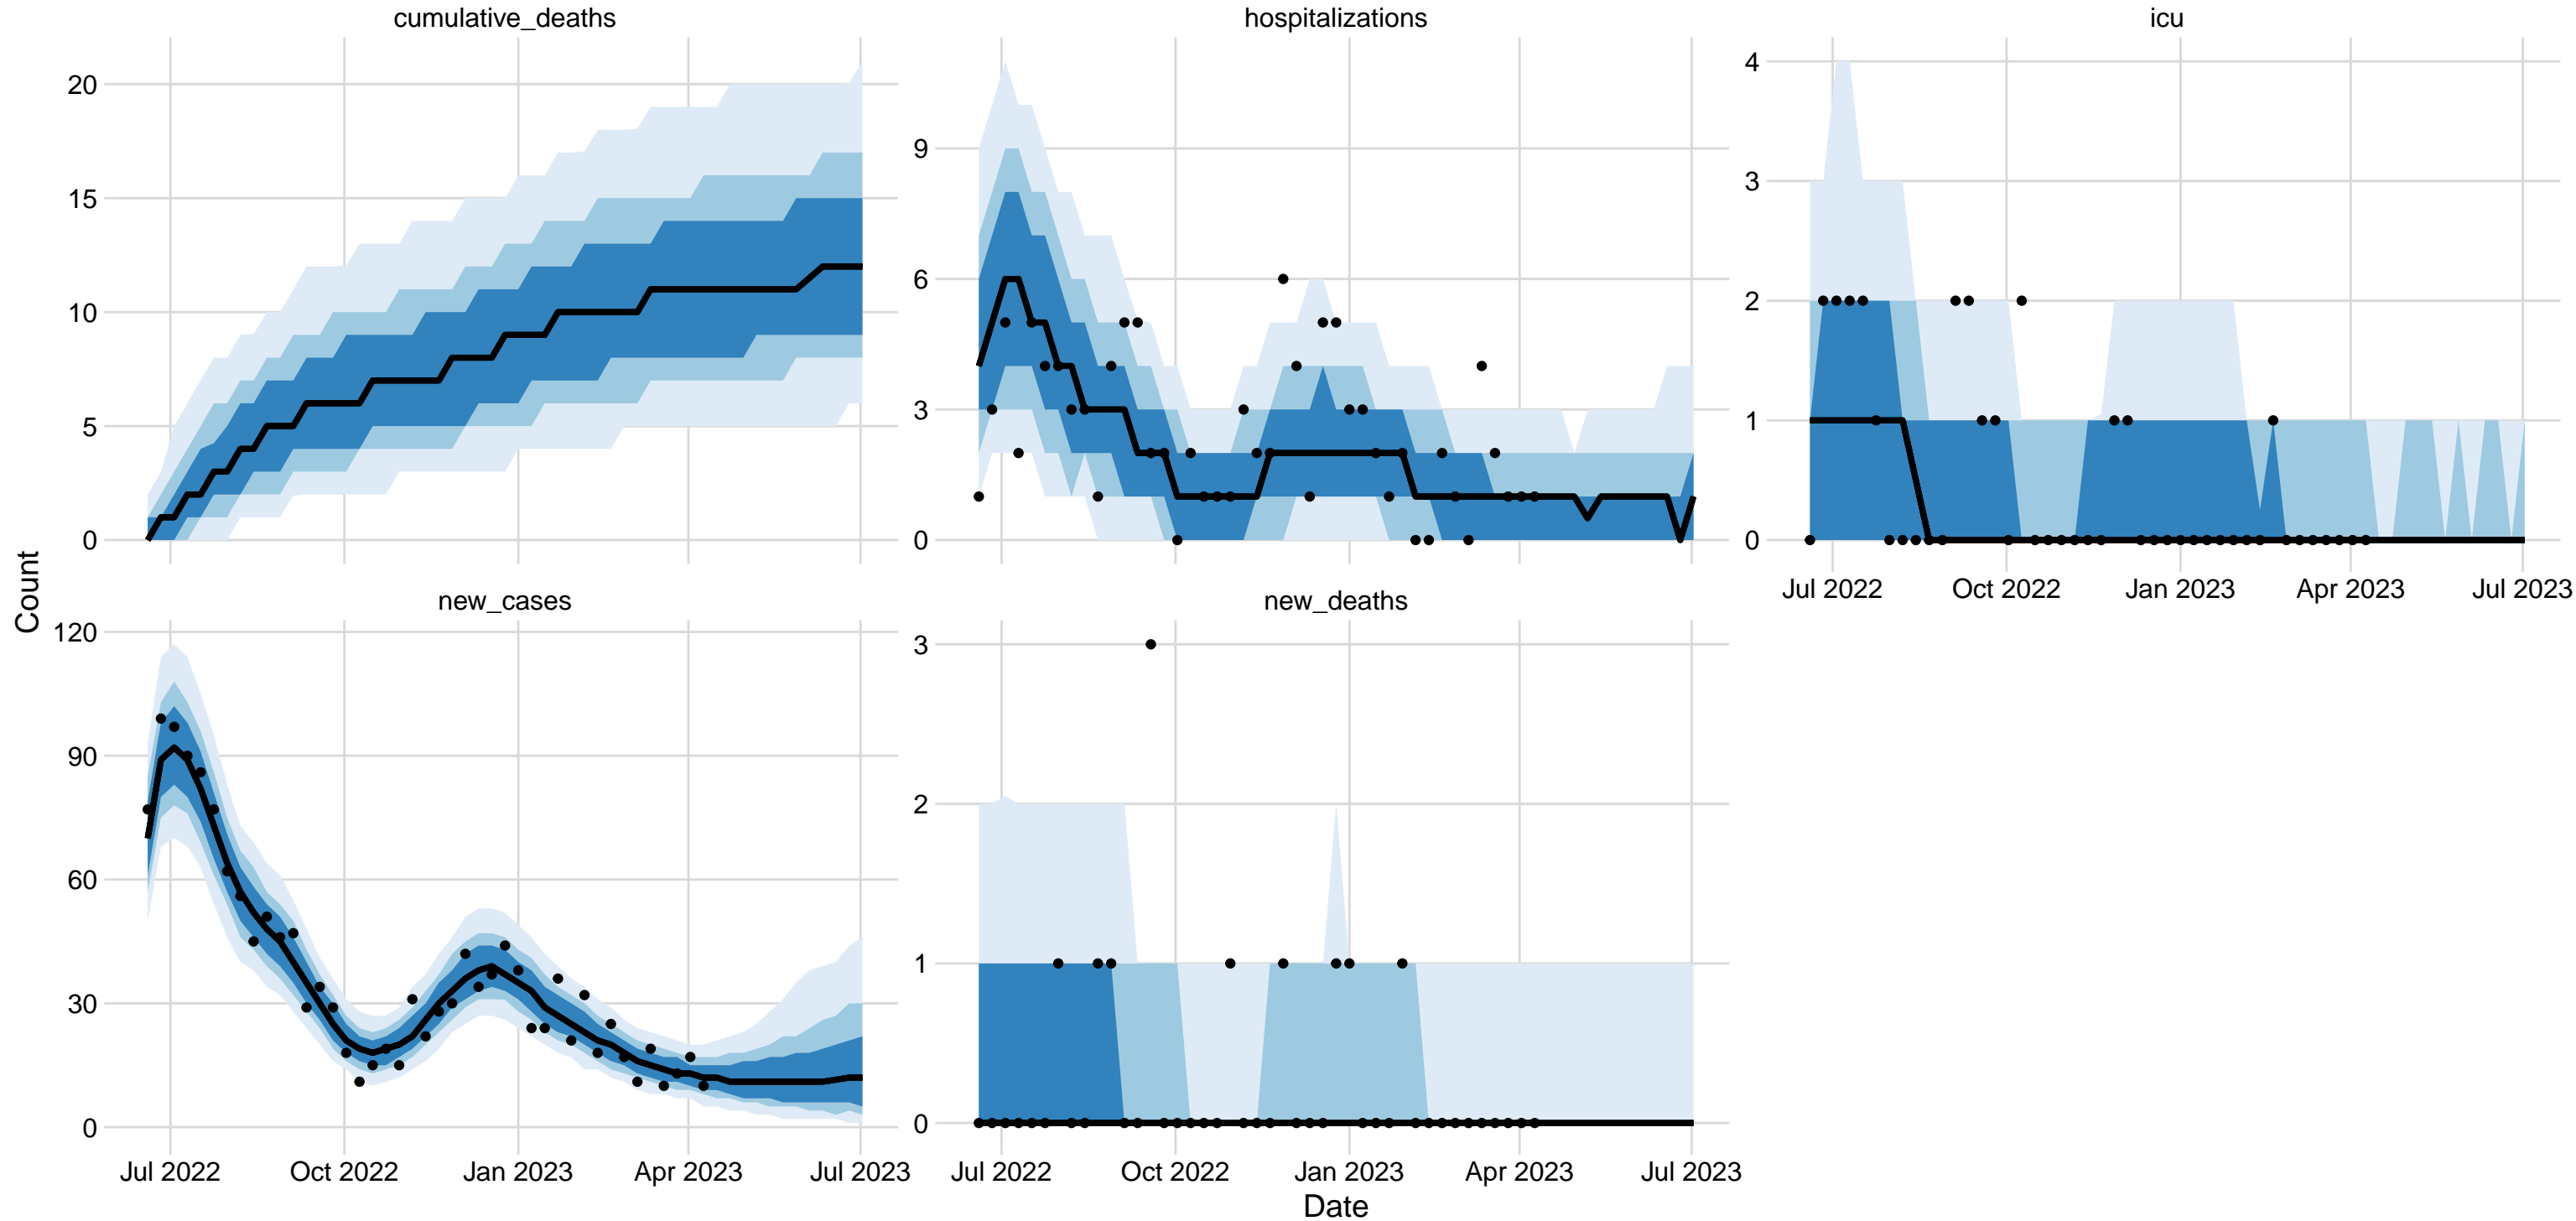 cumulative_deaths
hospitalizations
icu
20
15
10
5
0
9
6
3
0
4
3
2
1
0
Jul 2022
Oct 2022
Jan 2023
Apr 2023
Jul 2023
Count
new_cases
new_deaths
120
90
60
30
0
3
2
1
0
Jul 2022
Oct 2022
Jan 2023
Apr 2023
Jul 2023
Jul 2022
Oct 2022
Jan 2023
Apr 2023
Jul 2023
Date